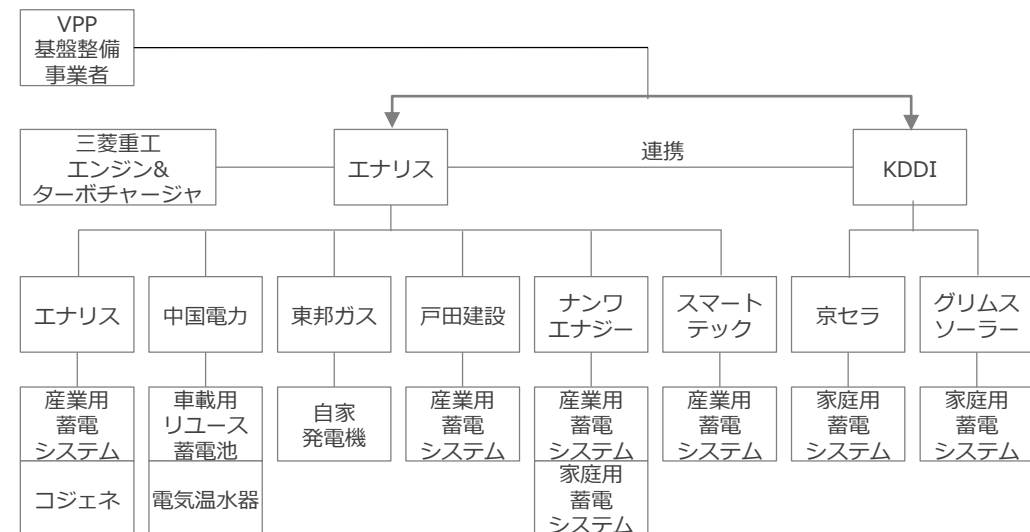 VPP
基盤整備
事業者
三菱重工
エンジン&
ターボチャージャ
エナリス
連携
KDDI
エナリス
中国電力
東邦ガス
戸田建設
ナンワ
エナジー
スマート
テック
京セラ
グリムス
ソーラー
産業用
蓄電
システム
車載用
リユース
蓄電池
自家
発電機
産業用
蓄電
システム
産業用
蓄電
システム
産業用
蓄電
システム
家庭用
蓄電
システム
家庭用
蓄電
システム
コジェネ
電気温水器
家庭用
蓄電
システム